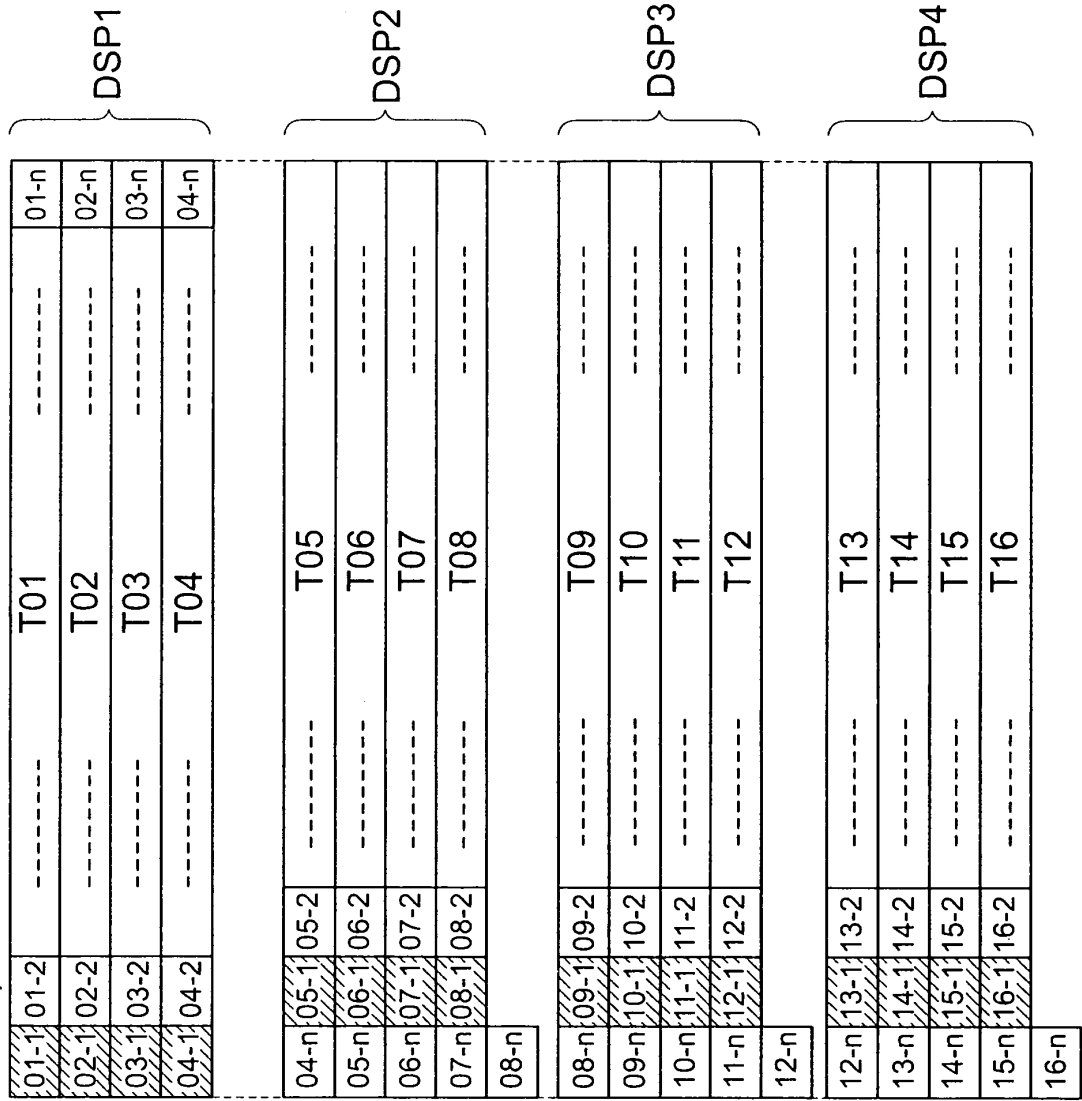 01-1 01-2 --------- T01 --------- 01-n
02-1 02-2 --------- T02 --------- 02-n
03-1 03-2 --------- T03 --------- 03-n
04-1 04-2 --------- T04 --------- 04-n
DSP1
04-n 05-1 05-2 --------- T05 ---------
05-n 06-1 06-2 --------- T06 ---------
06-n 07-1 07-2 --------- T07 ---------
07-n 08-1 08-2 --------- T08 ---------
08-n
DSP2
08-n 09-1 09-2 --------- T09 ---------
09-n 10-1 10-2 --------- T10 ---------
10-n 11-1 11-2 --------- T11 ---------
11-n 12-1 12-2 --------- T12 ---------
12-n
DSP3
12-n 13-1 13-2 --------- T13 ---------
13-n 14-1 14-2 --------- T14 ---------
14-n 15-1 15-2 --------- T15 ---------
15-n 16-1 16-2 --------- T16 ---------
16-n
DSP4